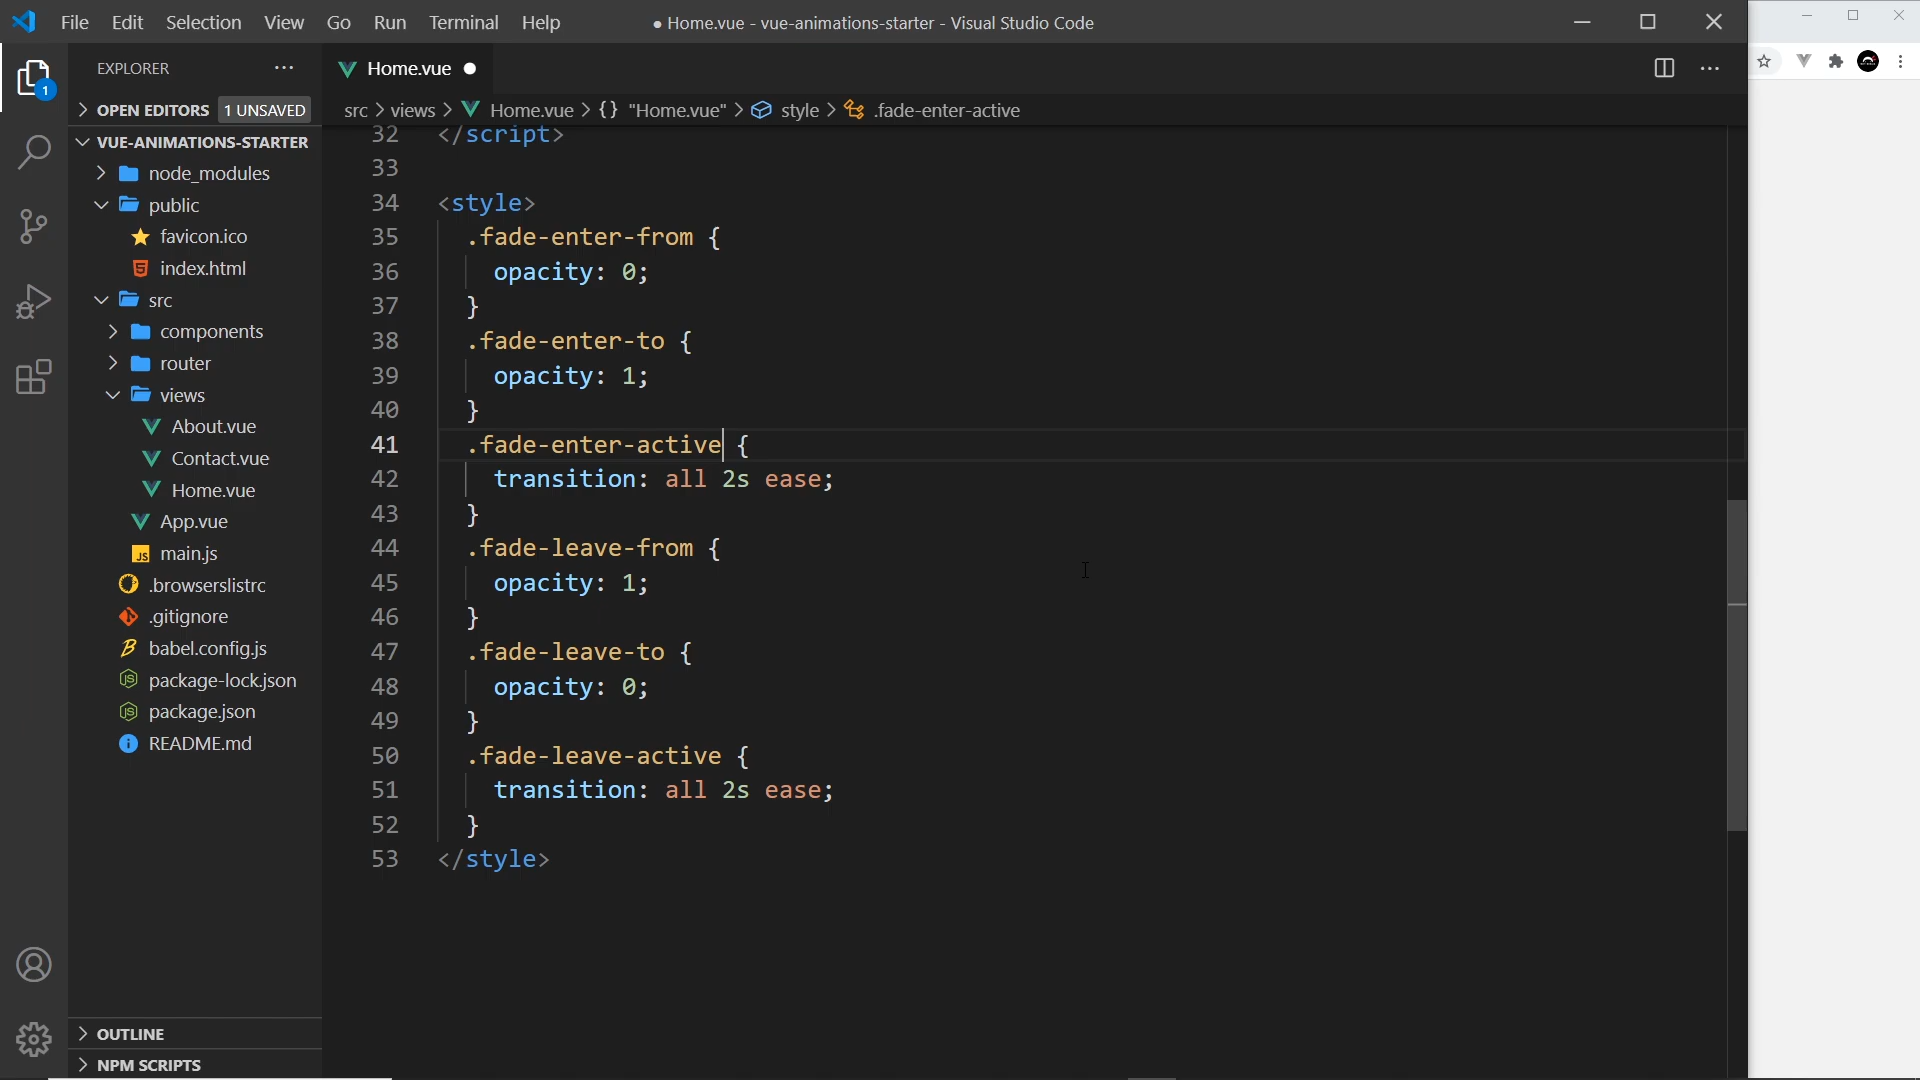 File Edit Selection View Go Run Terminal Help
● Home.vue - vue-animations-starter - Visual Studio Code
EXPLORER
Home.vue
1
OPEN EDITORS 1 UNSAVED
src > views > Home.vue > {} "Home.vue" > style > .fade-enter-active
VUE-ANIMATIONS-STARTER
node_modules
public
favicon.ico
index.html
src
components
router
views
About.vue
Contact.vue
Home.vue
App.vue
main.js
.browserslistrc
.gitignore
babel.config.js
package-lock.json
package.json
README.md
OUTLINE
NPM SCRIPTS
32 </script>
33
34 <style>
35 .fade-enter-from {
36 opacity: 0;
37 }
38 .fade-enter-to {
39 opacity: 1;
40 }
41 .fade-enter-active {
42 transition: all 2s ease;
43 }
44 .fade-leave-from {
45 opacity: 1;
46 }
47 .fade-leave-to {
48 opacity: 0;
49 }
50 .fade-leave-active {
51 transition: all 2s ease;
52 }
53 </style>